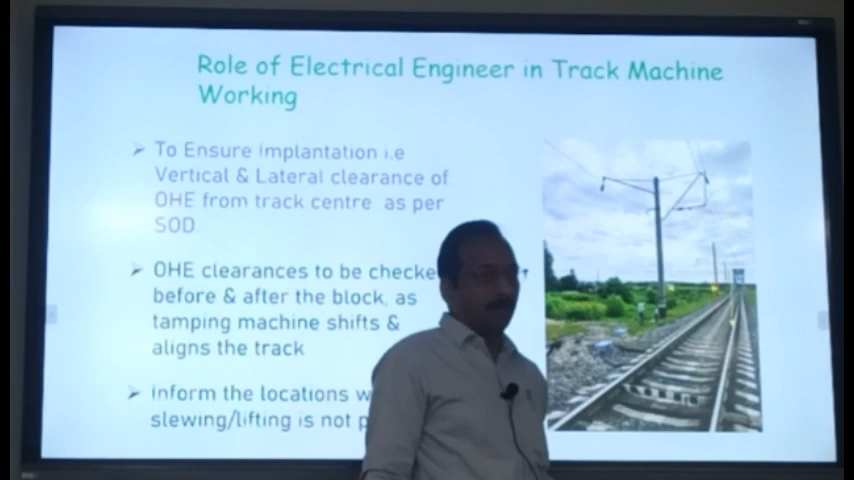 Role of Electrical Engineer in Track Machine
Working
To Ensure Implantation i.e
Vertical & Lateral clearance of
OHE from track centre as per
SOD
OHE clearances to be
before & after the block, as
tamping machine shifts &
aligns the track
Inform the locations
slewing/lifting is not